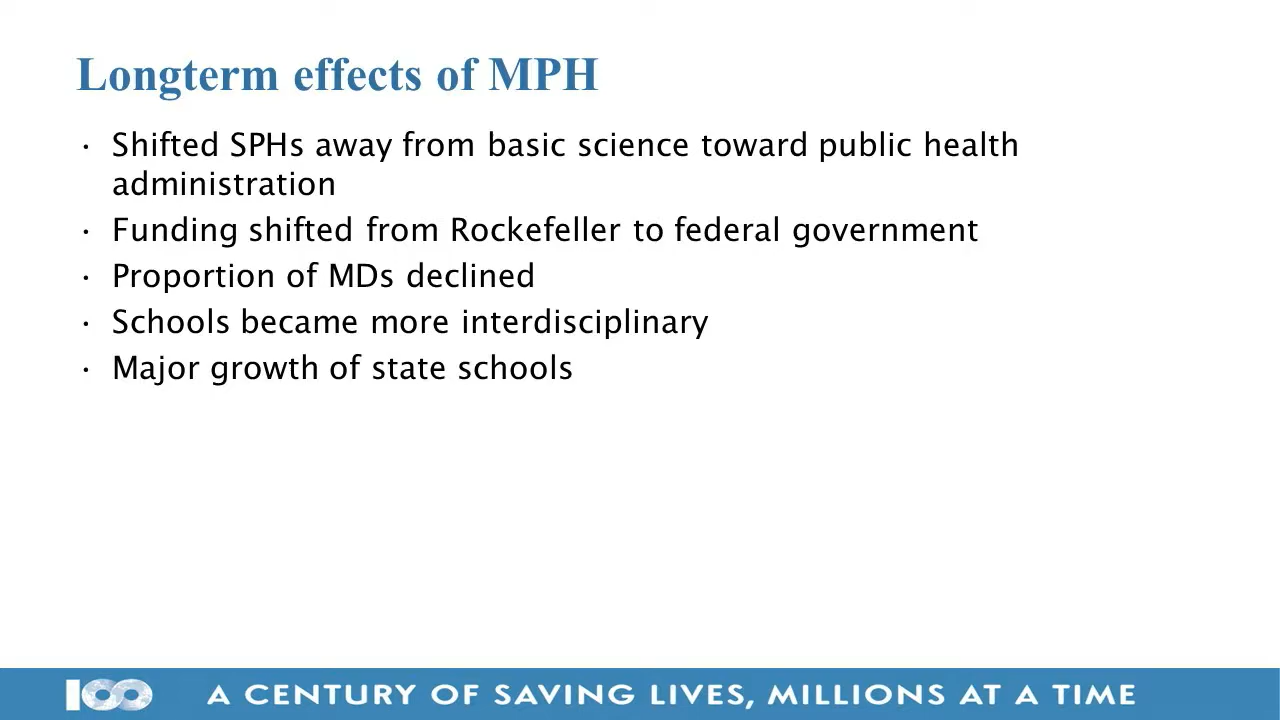 Longterm effects of MPH
· Shifted SPHs away from basic science toward public health
administration
· Funding shifted from Rockefeller to federal government
· Proportion of MDs declined
· Schools became more interdisciplinary
· Major growth of state schools
100 A CENTURY OF SAVING LIVES, MILLIONS AT A TIME